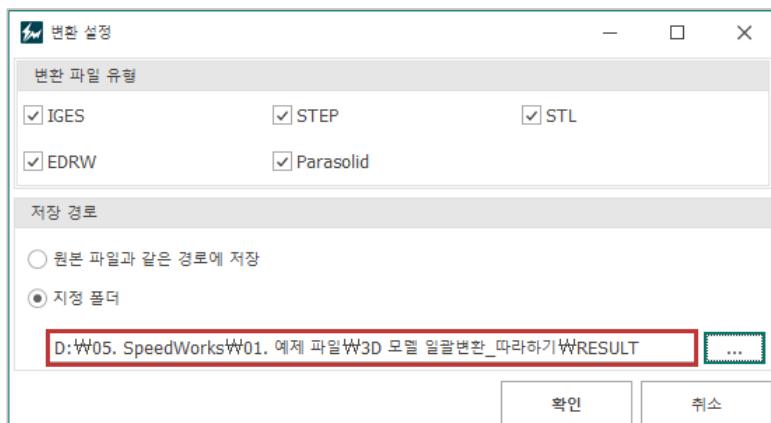 변환 설정
변환 파일 유형
IGES STEP STL
EDRW Parasolid
저장 경로
원본 파일과 같은 경로에 저장
지정 폴더
D:₩05. SpeedWorks₩01. 예제 파일₩3D 모델 일괄변환_따라하기₩RESULT ...
확인 취소